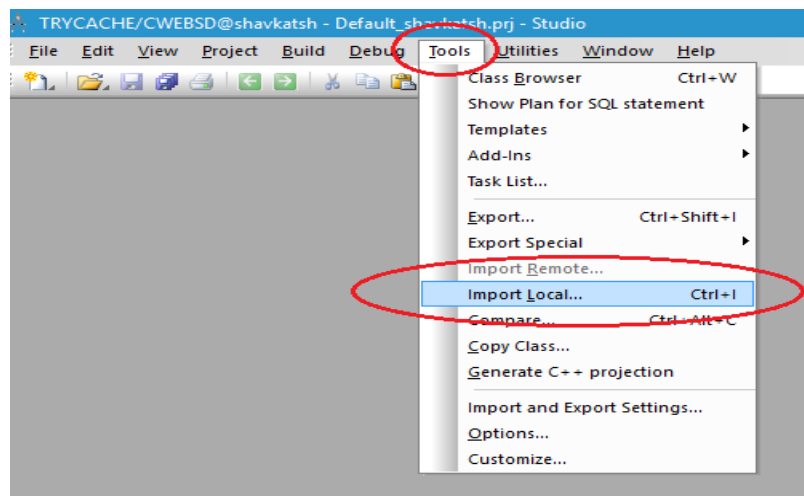 TRYCACHE/CWEBSD@shavkatsh - Default_shavkatsh.prj - Studio
File Edit View Project Build Debug Tools Utilities Window Help
Class Browser Ctrl+W
Show Plan for SQL statement
Templates
Add-Ins
Task List...
Export... Ctrl+Shift+I
Export Special
Import Remote...
Import Local... Ctrl+I
Compare... Ctrl+Alt+C
Copy Class...
Generate C++ projection
Import and Export Settings...
Options...
Customize...